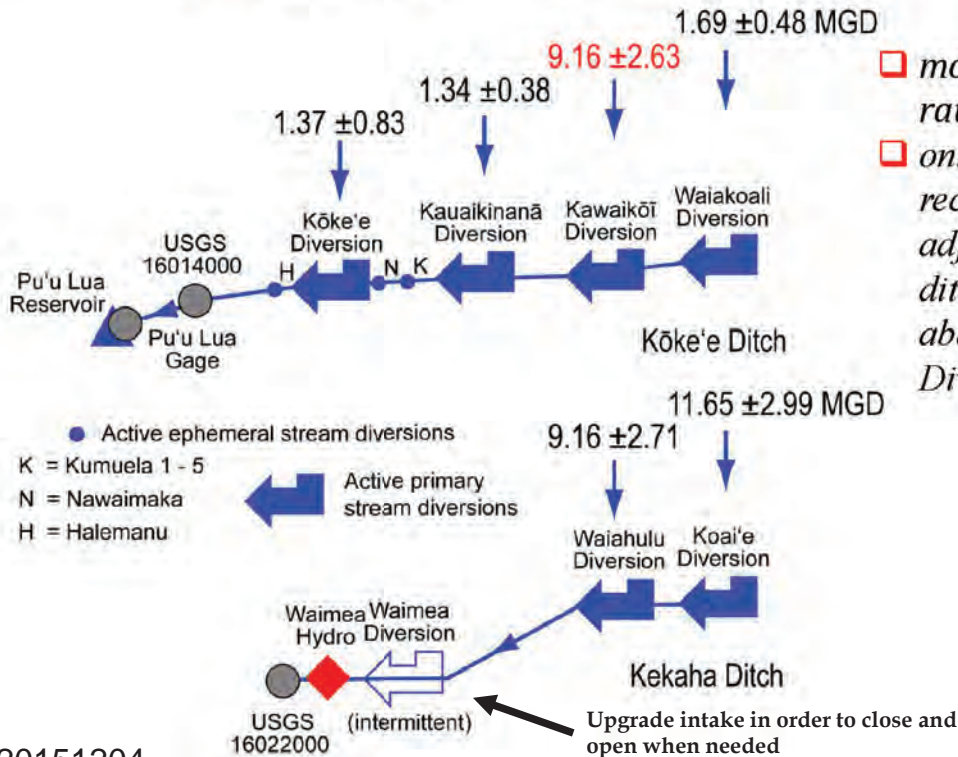 1.69 ±0.48 MGD
9.16 ±2.63
1.34 ±0.38
1.37 ±0.83
Waiakoali
Diversion
Kawaikōī
Diversion
Kauaikinanā
Diversion
Kōke‘e
Diversion
H
N
K
USGS
16014000
Pu‘u Lua
Reservoir
Pu‘u Lua
Gage
Kōke‘e Ditch
11.65 ±2.99 MGD
9.16 ±2.71
Active ephemeral stream diversions
K = Kumuela 1 - 5
N = Nawaimaka
H = Halemanu
Active primary
stream diversions
Waiahulu
Diversion
Koai‘e
Diversion
Waimea
Hydro
Waimea
Diversion
(intermittent)
USGS
16022000
Kekaha Ditch
Upgrade intake in order to close and
open when needed